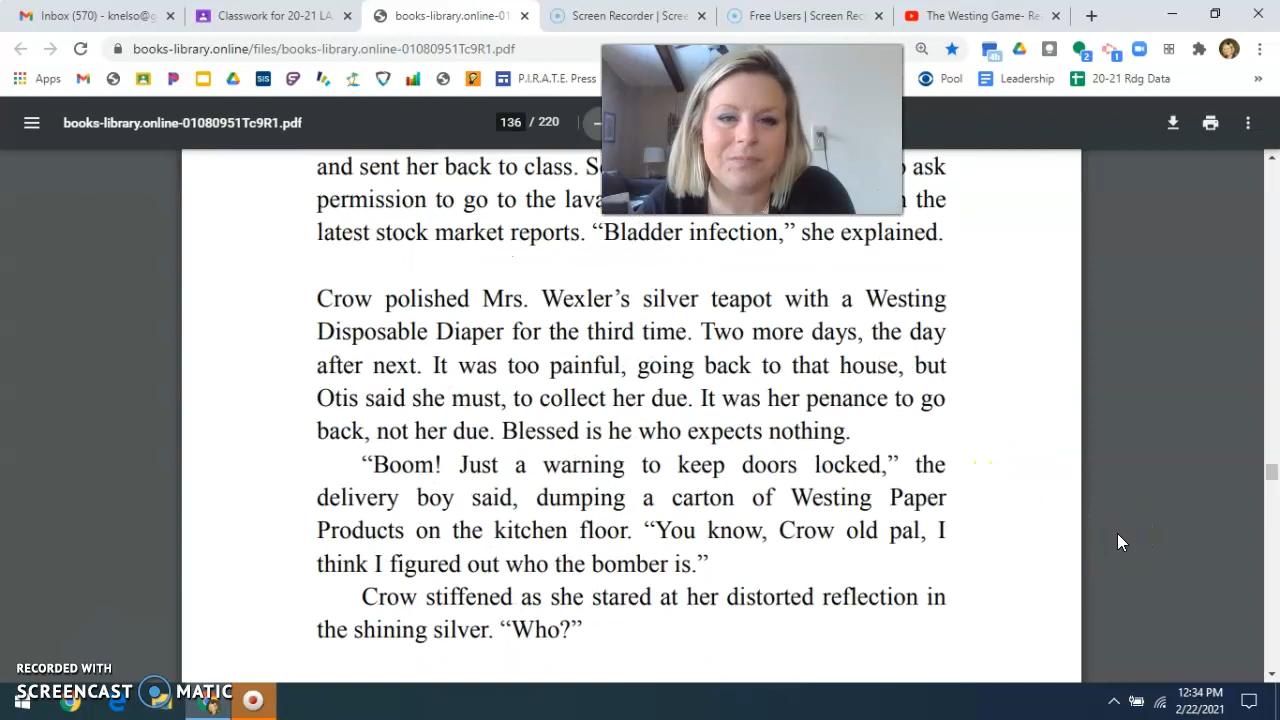 Inbox (570) - knelso@g
Classwork for 20-21 LA
books-library.online-01
Screen Recorder | Scree
Free Users | Screen Rec
The Westing Game- Re
books-library.online/files/books-library.online-01080951Tc9R1.pdf
Apps
SIS
P.I.R.A.T.E. Press
Pool
Leadership
20-21 Rdg Data
books-library.online-01080951Tc9R1.pdf
136 / 220
and sent her back to class.
ask
permission to go to the
the
latest stock market reports. “Bladder infection,” she explained.
Crow polished Mrs. Wexler’s silver teapot with a Westing
Disposable Diaper for the third time. Two more days, the day
after next. It was too painful, going back to that house, but
Otis said she must, to collect her due. It was her penance to go
back, not her due. Blessed is he who expects nothing.
“Boom! Just a warning to keep doors locked,” the
delivery boy said, dumping a carton of Westing Paper
Products on the kitchen floor. “You know, Crow old pal, I
think I figured out who the bomber is.”
Crow stiffened as she stared at her distorted reflection in
the shining silver. “Who?”
RECORDED WITH
SCREENCAST MATIC
12:34 PM
2/22/2021